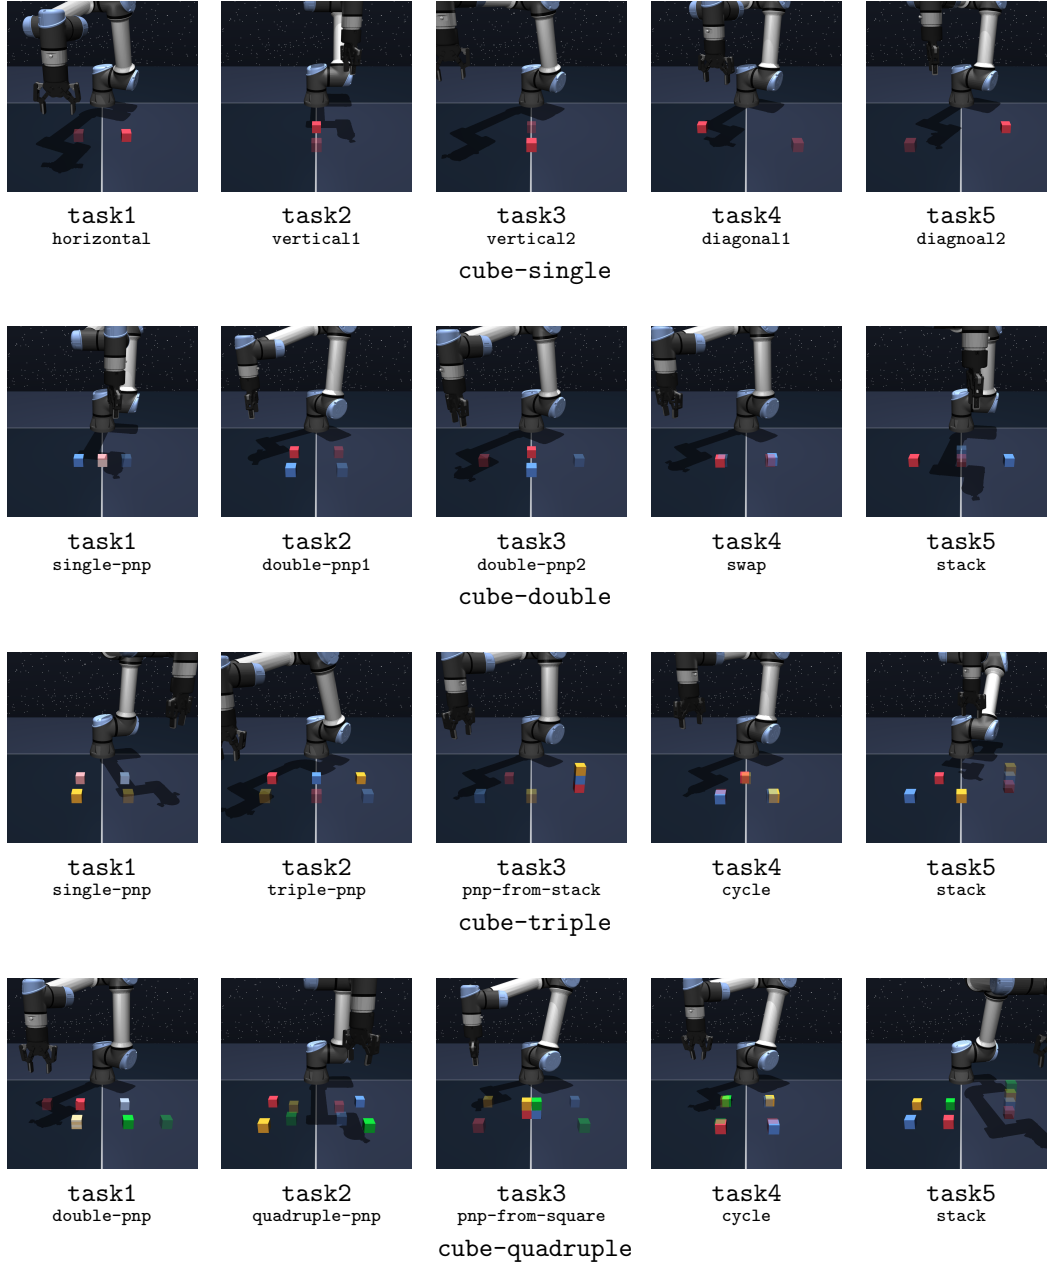 task1 task2 task3 task4 task5
horizontal vertical1 vertical2 diagonal1 diagnoal2
cube-single
task1 task2 task3 task4 task5
single-pnp double-pnp1 double-pnp2 swap stack
cube-double
task1 task2 task3 task4 task5
single-pnp triple-pnp pnp-from-stack cycle stack
cube-triple
task1 task2 task3 task4 task5
double-pnp quadruple-pnp pnp-from-square cycle stack
cube-quadruple